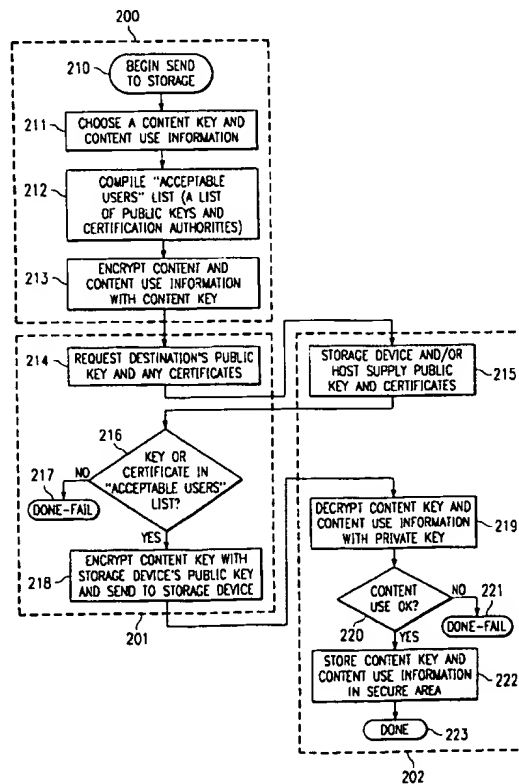 200
210
BEGIN SEND
TO STORAGE
211
CHOOSE A CONTENT KEY AND
CONTENT USE INFORMATION
212
COMPILE "ACCEPTABLE
USERS" LIST (A LIST
OF PUBLIC KEYS AND
CERTIFICATION AUTHORITIES)
213
ENCRYPT CONTENT AND
CONTENT USE INFORMATION
WITH CONTENT KEY
214
REQUEST DESTINATION'S PUBLIC
KEY AND ANY CERTIFICATES
STORAGE DEVICE AND/OR
HOST SUPPLY PUBLIC
KEY AND CERTIFICATES
215
216
KEY OR
CERTIFICATE IN
"ACCEPTABLE USERS"
LIST?
NO
217
DONE-FAIL
YES
218
ENCRYPT CONTENT KEY WITH
STORAGE DEVICE'S PUBLIC KEY
AND SEND TO STORAGE DEVICE
201
DECRYPT CONTENT KEY AND
CONTENT USE INFORMATION
WITH PRIVATE KEY
219
CONTENT
USE OK?
220
NO
221
DONE-FAIL
YES
STORE CONTENT KEY AND
CONTENT USE INFORMATION
IN SECURE AREA
222
DONE
223
202